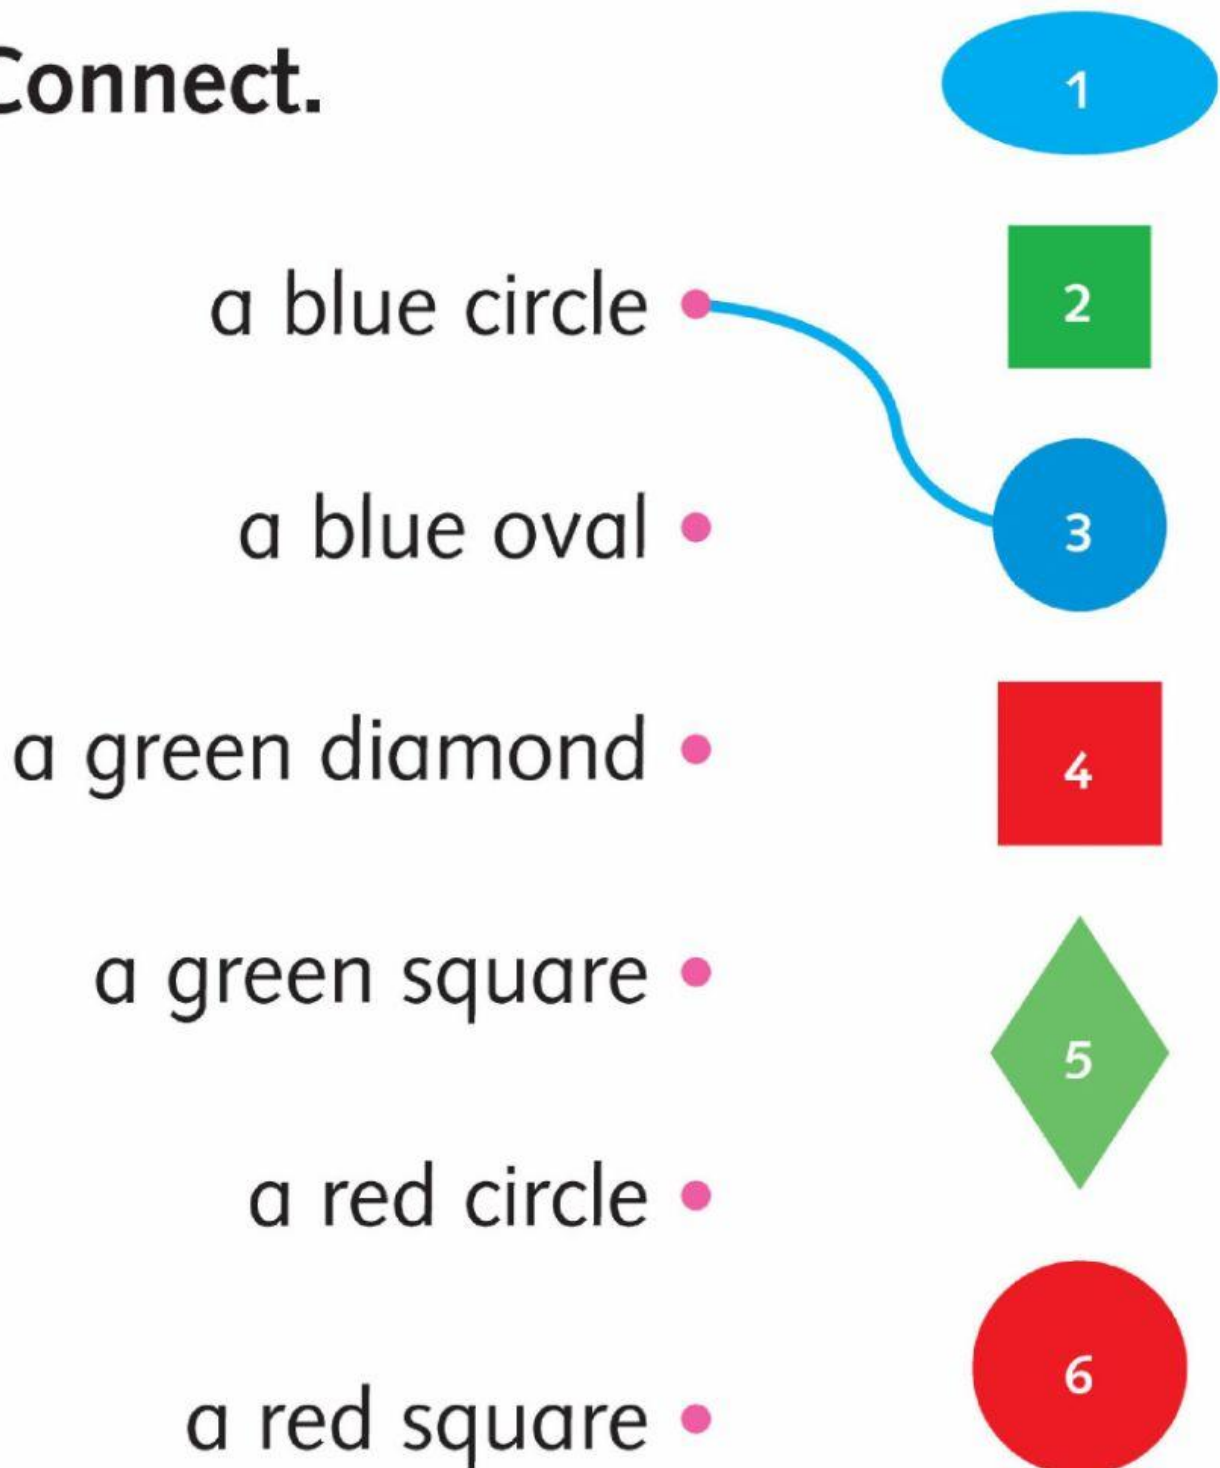 Connect.
1
2
a blue circle
3
a blue oval
4
a green diamond
a green square
5
a red circle
6
a red square